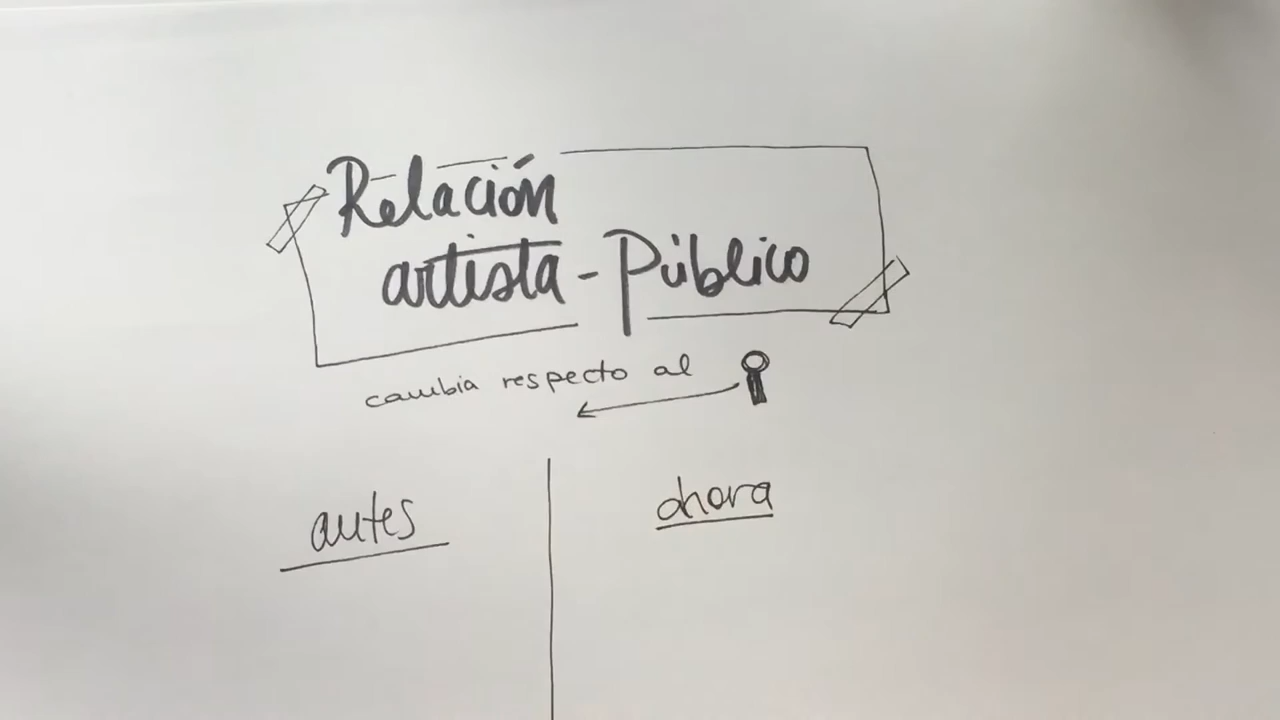 Relación
artista-Público
cambia respecto al
antes
ahora